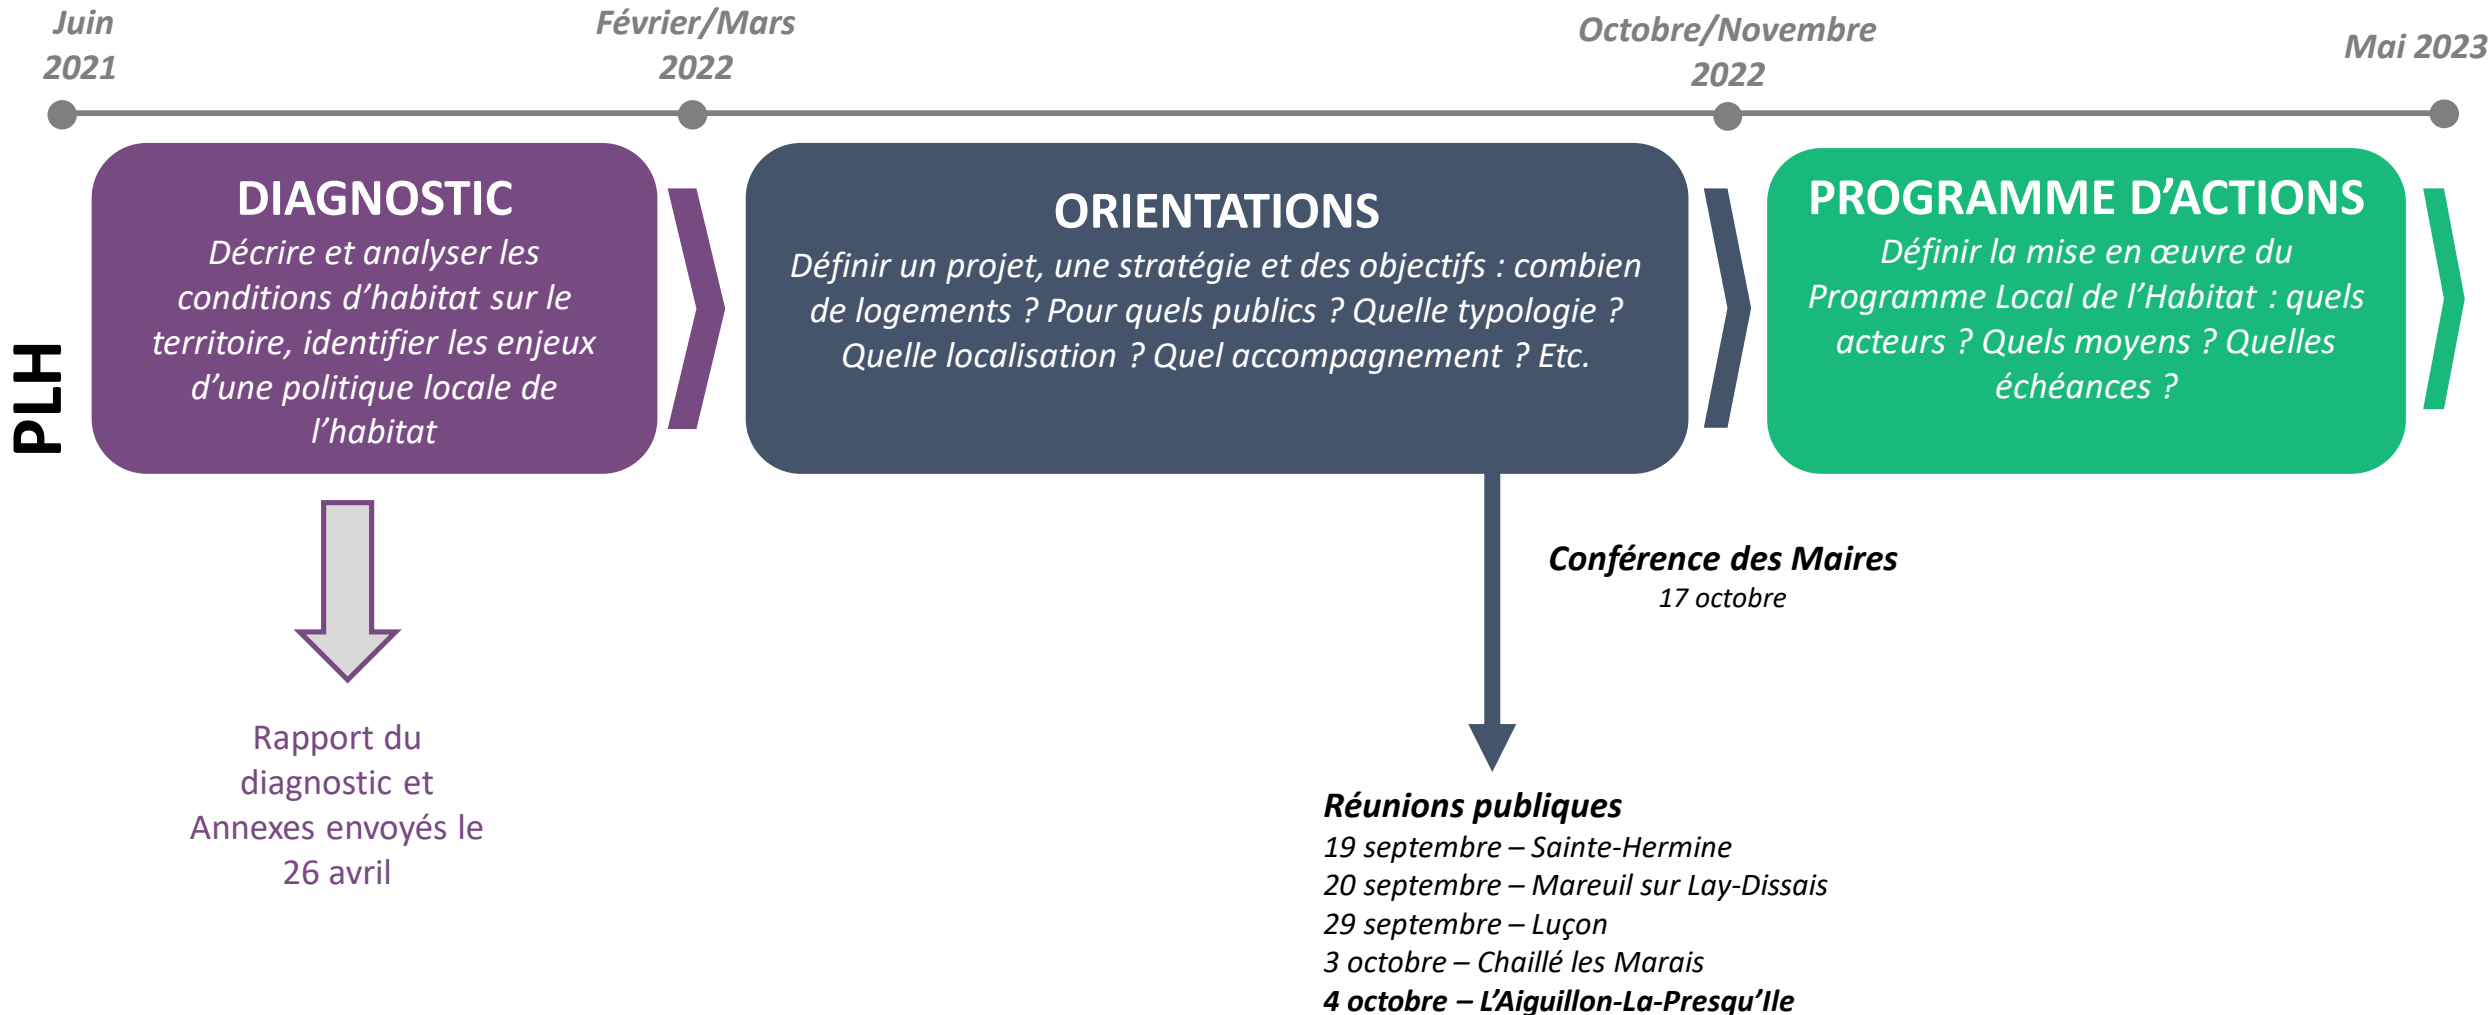 Juin
2021
Février/Mars
2022
Octobre/Novembre
2022
Mai 2023
PLH
DIAGNOSTIC
Décrire et analyser les
conditions d’habitat sur le
territoire, identifier les enjeux
d’une politique locale de
l’habitat
ORIENTATIONS
Définir un projet, une stratégie et des objectifs : combien
de logements ? Pour quels publics ? Quelle typologie ?
Quelle localisation ? Quel accompagnement ? Etc.
PROGRAMME D’ACTIONS
Définir la mise en œuvre du
Programme Local de l’Habitat : quels
acteurs ? Quels moyens ? Quelles
échéances ?
Rapport du
diagnostic et
Annexes envoyés le
26 avril
Conférence des Maires
17 octobre
Réunions publiques
19 septembre – Sainte-Hermine
20 septembre – Mareuil sur Lay-Dissais
29 septembre – Luçon
3 octobre – Chaillé les Marais
4 octobre – L’Aiguillon-La-Presqu’Ile